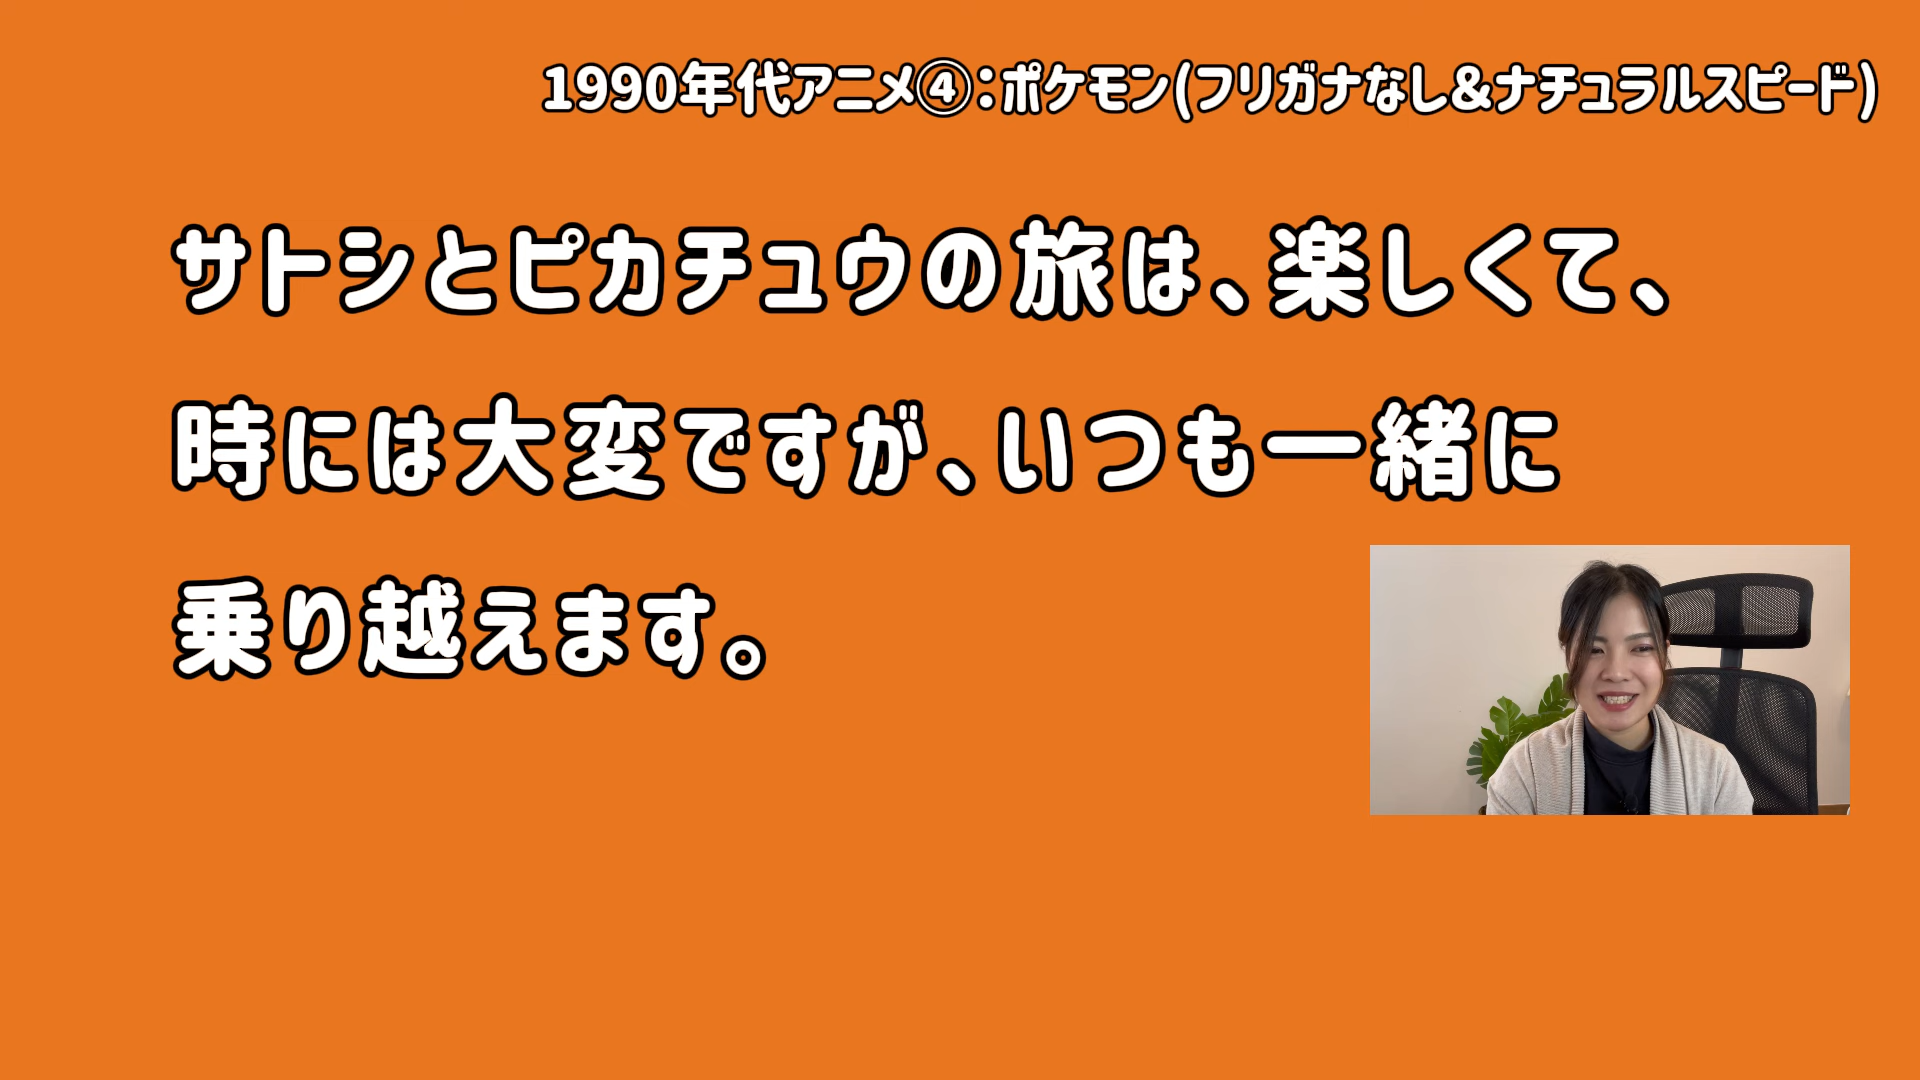 1990年代アニメ④：ポケモン(フリガナなし&ナチュラルスピード)
サトシとピカチュウの旅は、楽しくて、
時には大変ですが、いつも一緒に
乗り越えます。